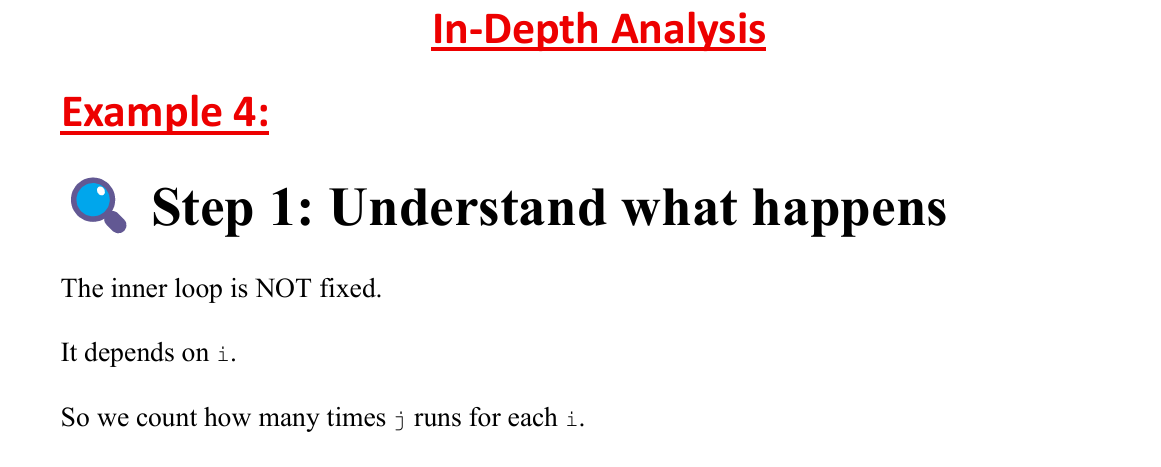 In-Depth Analysis
Example 4:
Step 1: Understand what happens
The inner loop is NOT fixed.
It depends on i.
So we count how many times j runs for each i.